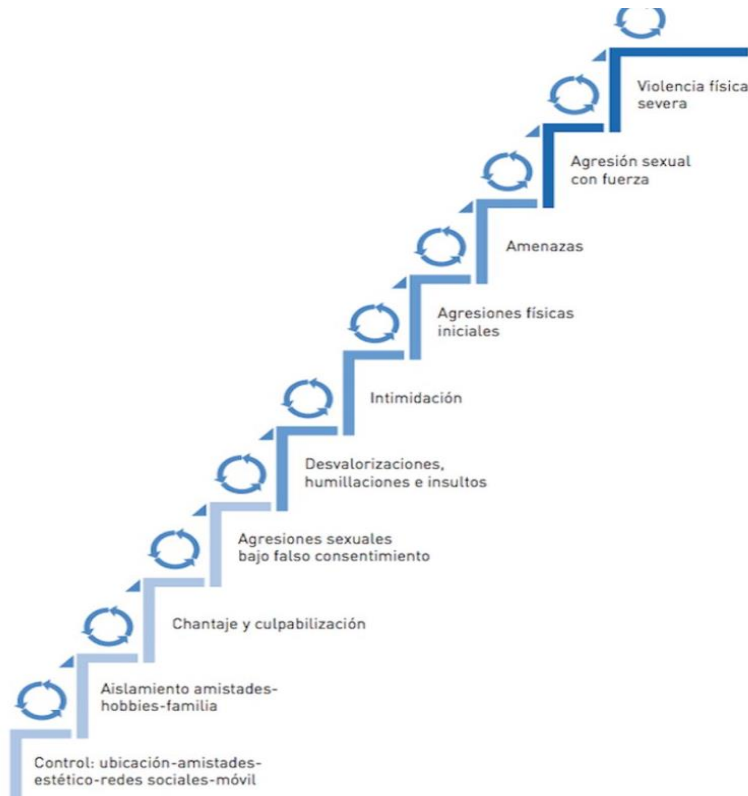 Violencia física
severa
Agresión sexual
con fuerza
Amenazas
Agresiones físicas
iniciales
Intimidación
Desvalorizaciones,
humillaciones e insultos
Agresiones sexuales
bajo falso consentimiento
Chantaje y culpabilización
Aislamiento amistades-
hobbies-familia
Control: ubicación-amistades-
estético-redes sociales-móvil